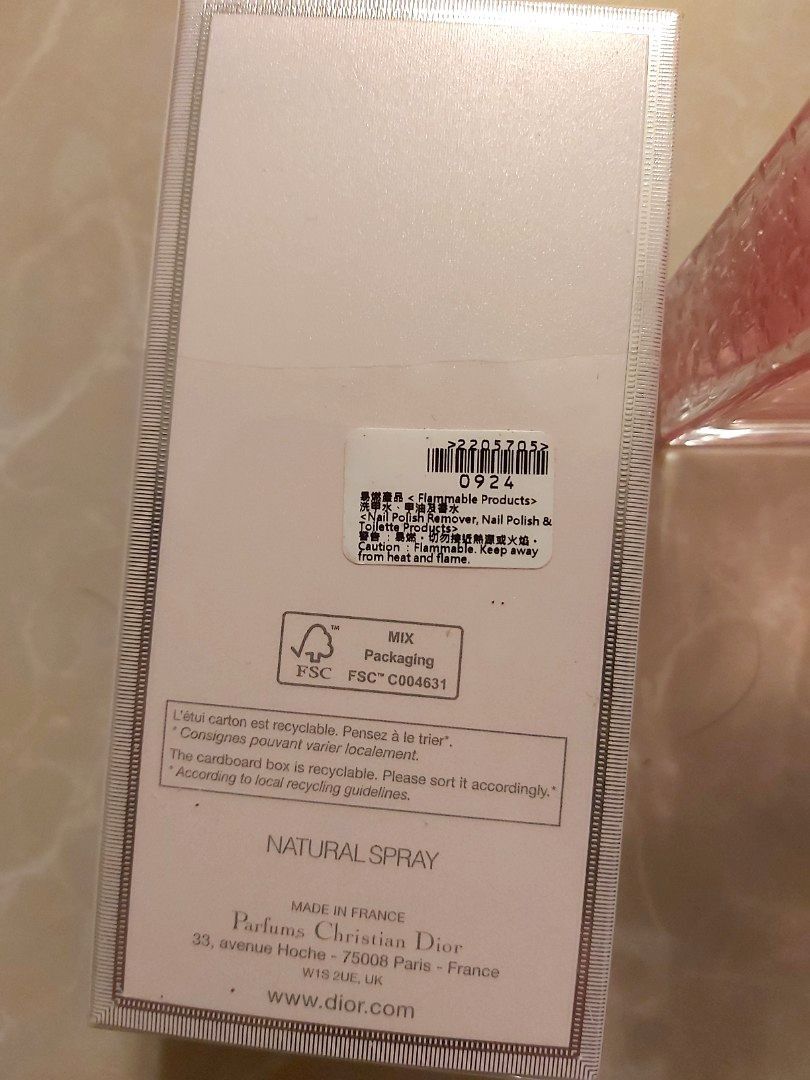 >2205705>
0924
易燃產品 < Flammable Products>
洗甲水、甲油及香水
<Nail Polish Remover, Nail Polish &
Toilette Products>
警告：易燃，切勿接近熱源或火焰。
Caution : Flammable. Keep away
from heat and flame.
FSC
MIX
Packaging
FSC™ C004631
L'étui carton est recyclable. Pensez à le trier*.
* Consignes pouvant varier localement.
The cardboard box is recyclable. Please sort it accordingly.*
* According to local recycling guidelines.
NATURAL SPRAY
MADE IN FRANCE
Parfums Christian Dior
33, avenue Hoche - 75008 Paris - France
W1S 2UE, UK
www.dior.com